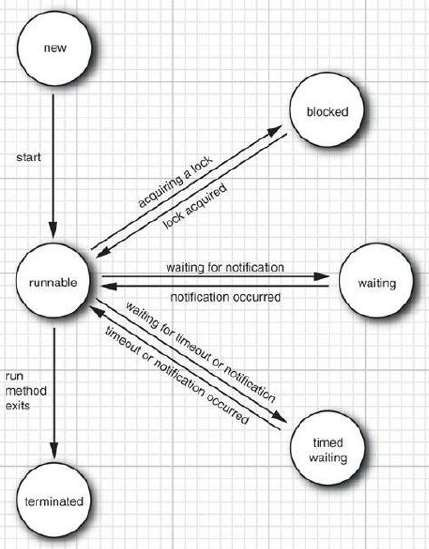 new
blocked
start
acquiring a lock
lock acquired
runnable
waiting for notification
notification occurred
waiting
waiting for timeout or notification
timeout or notification occurred
run
method
exits
timed
waiting
terminated